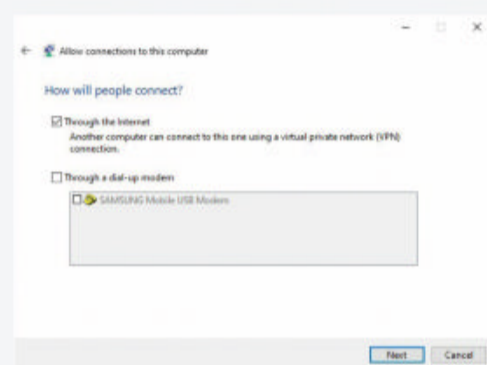 Allow connections to this computer
How will people connect?
Through the Internet
Another computer can connect to this one using a virtual private network (VPN)
connection.
Through a dial-up modem
SAMSUNG Mobile USB Modem
Next Cancel